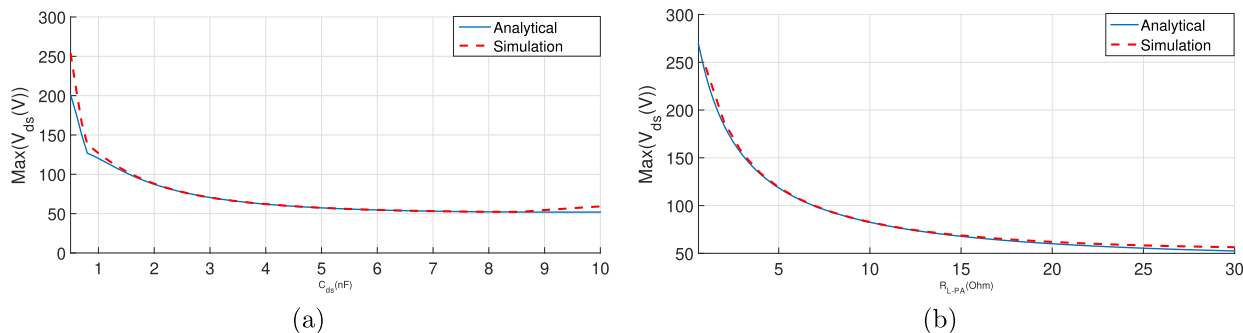 300
250
200
150
100
50
0
Max(V_ds(V))
1 2 3 4 5 6 7 8 9 10
C_ds(nF)
Analytical
Simulation
(a)
300
250
200
150
100
50
Max(V_ds(V))
5 10 15 20 25 30
R_L-PA(Ohm)
Analytical
Simulation
(b)